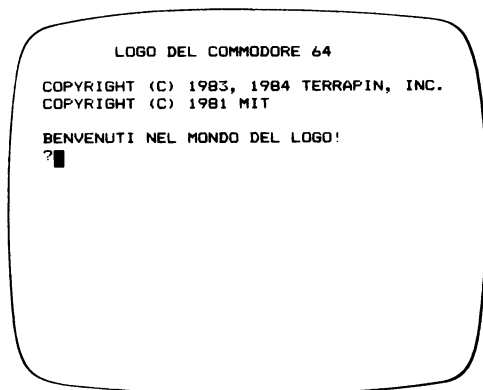 LOGO DEL COMMODORE 64
COPYRIGHT (C) 1983, 1984 TERRAPIN, INC.
COPYRIGHT (C) 1981 MIT
BENVENUTI NEL MONDO DEL LOGO!
?